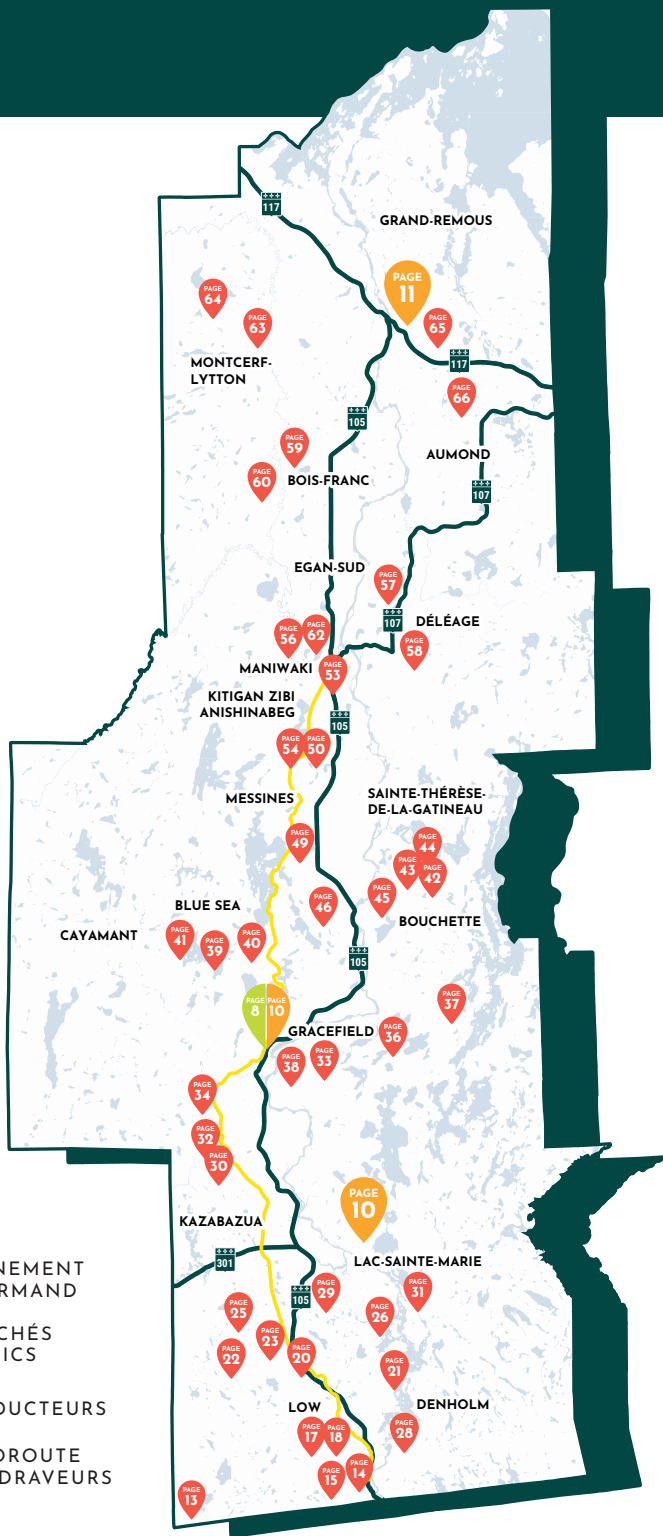 117
GRAND-REMOUS
PAGE
11
PAGE
64
PAGE
63
PAGE
65
MONTCERF-
LYTTON
117
PAGE
66
105
PAGE
59
PAGE
60
BOIS-FRANC
AUMOND
107
EGAN-SUD
PAGE
57
107
DÉLÉAGE
PAGE
56
PAGE
62
PAGE
58
MANIWAKI
PAGE
53
KITIGAN ZIBI
ANISHINABEG
105
PAGE
54
PAGE
50
MESSINES
SAINTE-THÉRÈSE-
DE-LA-GATINEAU
PAGE
49
PAGE
44
PAGE
43
PAGE
42
PAGE
45
PAGE
46
BLUE SEA
BOUCHETTE
CAYAMANT
PAGE
41
PAGE
39
PAGE
40
105
PAGE
8
PAGE
10
PAGE
37
GRACEFIELD
PAGE
36
PAGE
38
PAGE
33
PAGE
34
PAGE
32
PAGE
30
PAGE
10
KAZABAZUA
301
LAC-SAINTE-MARIE
105
PAGE
29
PAGE
31
PAGE
26
PAGE
25
PAGE
23
PAGE
22
PAGE
20
PAGE
21
LOW
DENHOLM
PAGE
17
PAGE
18
PAGE
28
PAGE
15
PAGE
14
PAGE
13
NEMENT
RMAND
CHÉS
ICS
DUCTEURS
OROUTE
DRAVEURS